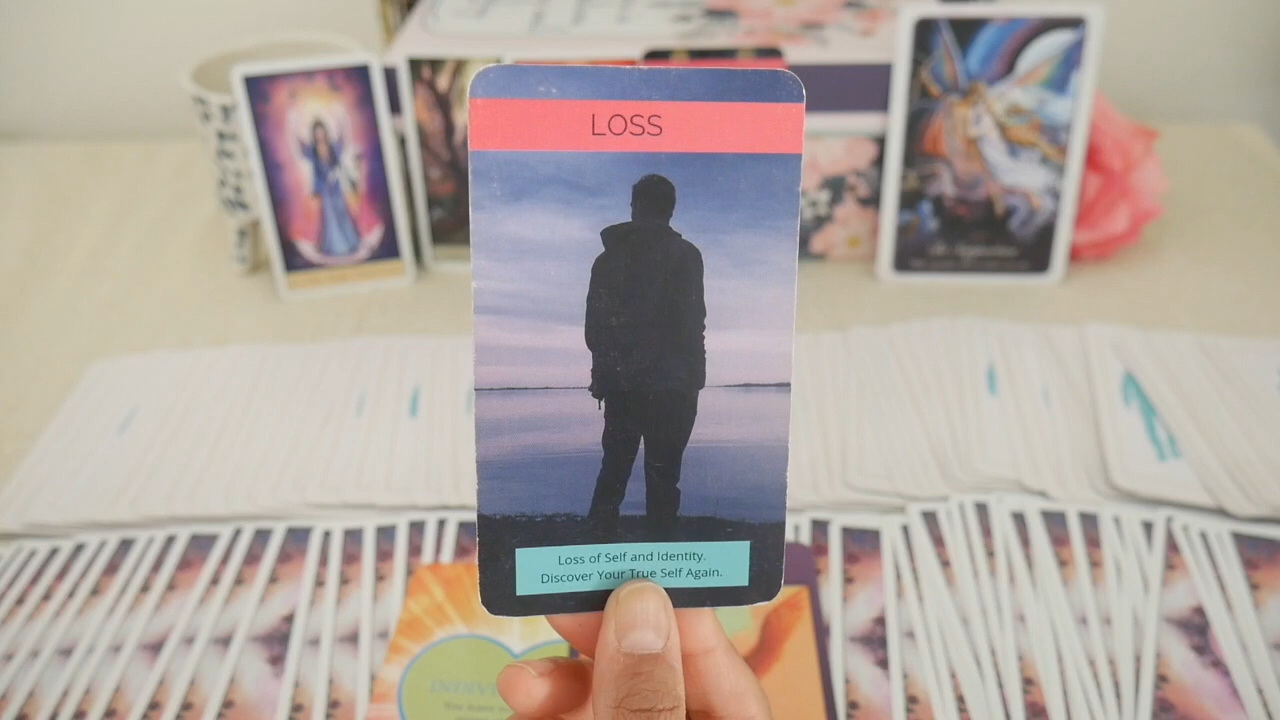 LOSS
Loss of Self and Identity.
Discover Your True Self Again.